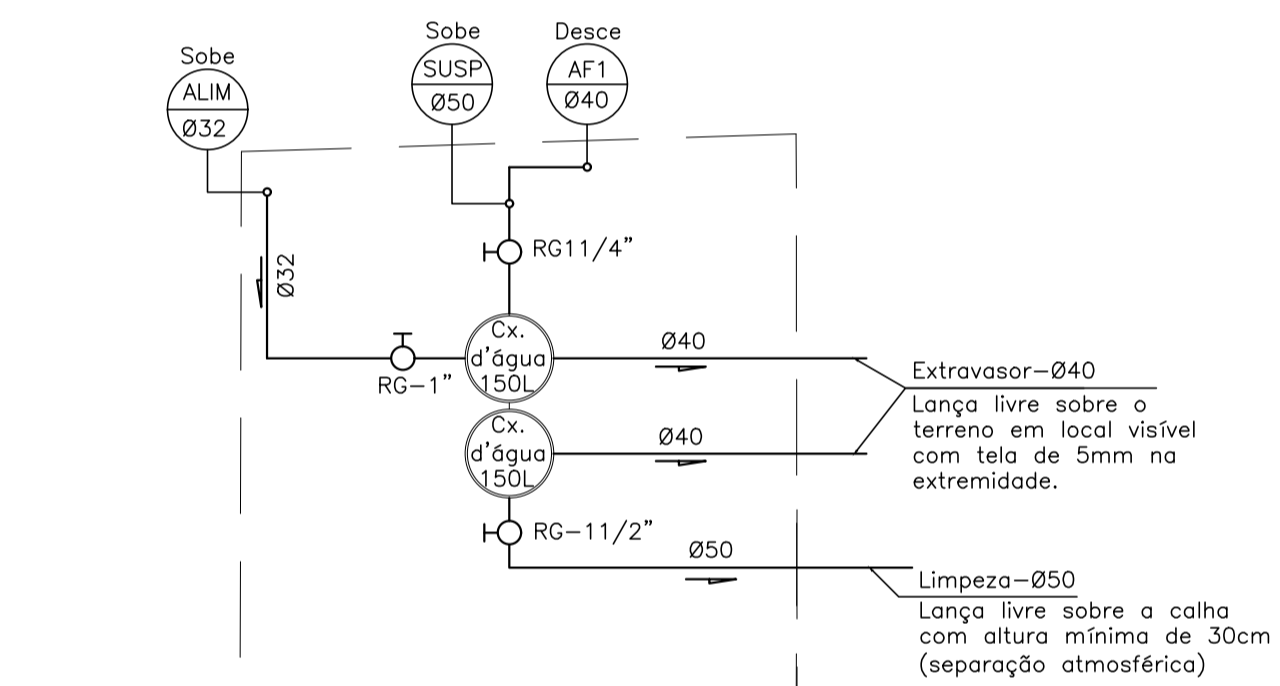 Sobe
ALIM
Ø32
Sobe
SUSP
Ø50
Desce
AF1
Ø40
Ø32
RG11/4”
RG-1”
Cx.
d'água
150L
Ø40
Extravasor-Ø40
Lança livre sobre o
terreno em local visível
com tela de 5mm na
extremidade.
Cx.
d'água
150L
Ø40
RG-11/2”
Ø50
Limpeza-Ø50
Lança livre sobre a calha
com altura mínima de 30cm
(separação atmosférica)